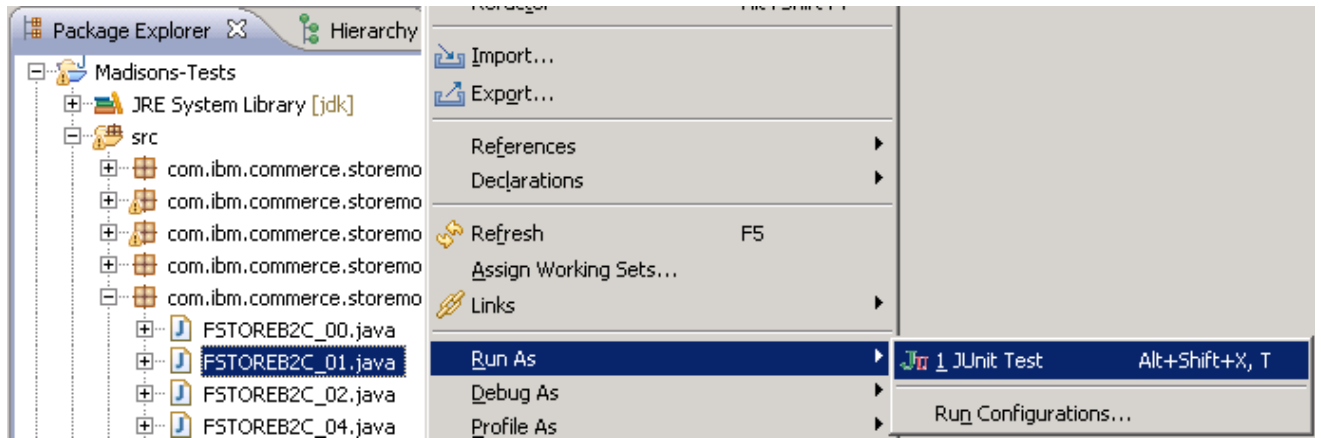 Package Explorer
Hierarchy
Madisons-Tests
JRE System Library [jdk]
src
com.ibm.commerce.storemo
com.ibm.commerce.storemo
com.ibm.commerce.storemo
com.ibm.commerce.storemo
com.ibm.commerce.storemo
FSTOREB2C_00.java
FSTOREB2C_01.java
FSTOREB2C_02.java
FSTOREB2C_04.java
Import...
Export...
References
Declarations
Refresh F5
Assign Working Sets...
Links
Run As
Debug As
Profile As
1 JUnit Test Alt+Shift+X, T
Run Configurations...